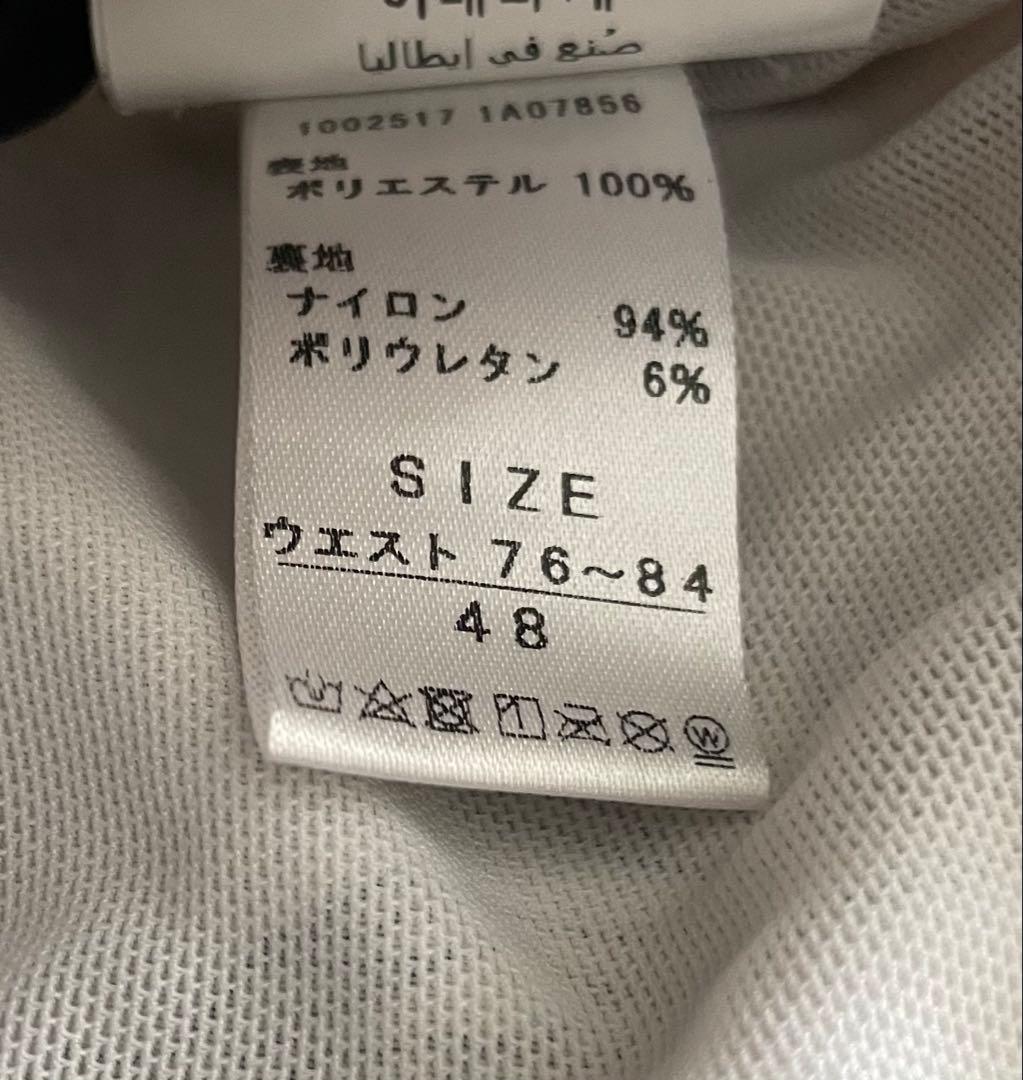 صُنع في ايطاليا
1002517 1A07856
表地
ポリエステル 100%
裏地
ナイロン 94%
ポリウレタン 6%
SIZE
ウエスト 76～84
48
W